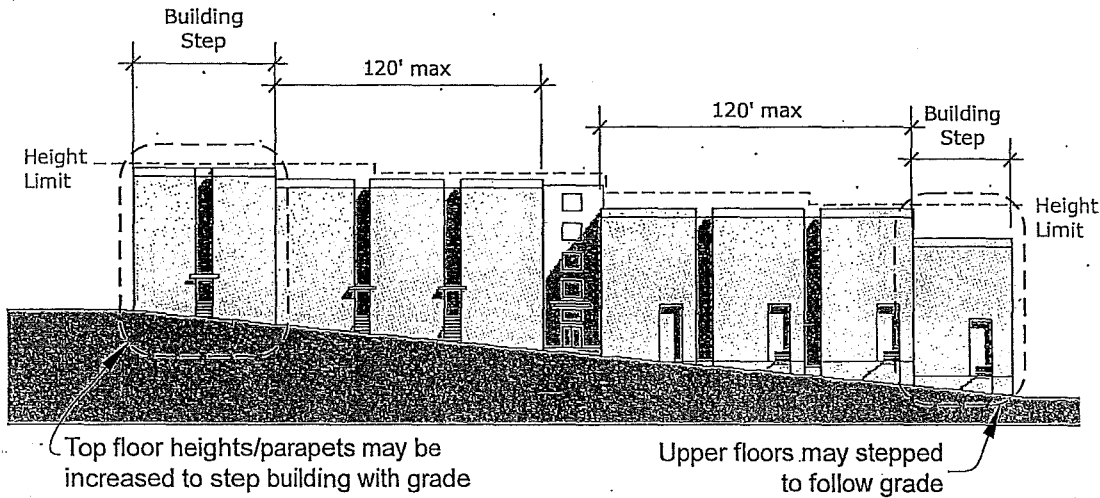 Building
Step
120' max
120' max
Building
Step
Height
Limit
Height
Limit
Top floor heights/parapets may be
increased to step building with grade
Upper floors may stepped
to follow grade